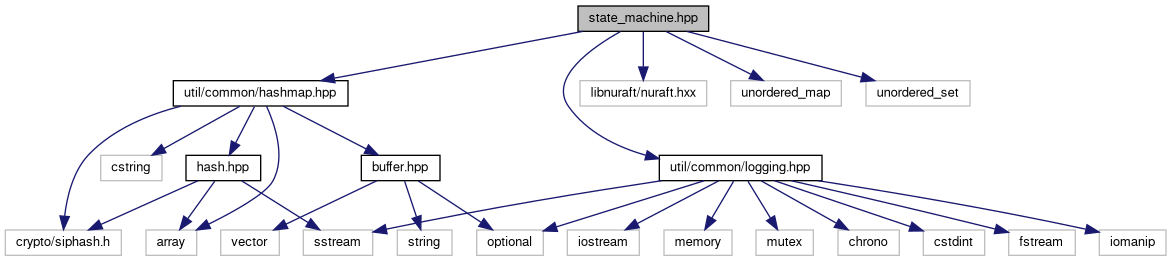 state_machine.hpp
util/common/hashmap.hpp
libnuraft/nuraft.hxx
unordered_map
unordered_set
cstring
hash.hpp
buffer.hpp
util/common/logging.hpp
crypto/siphash.h
array
vector
sstream
string
optional
iostream
memory
mutex
chrono
cstdint
fstream
iomanip